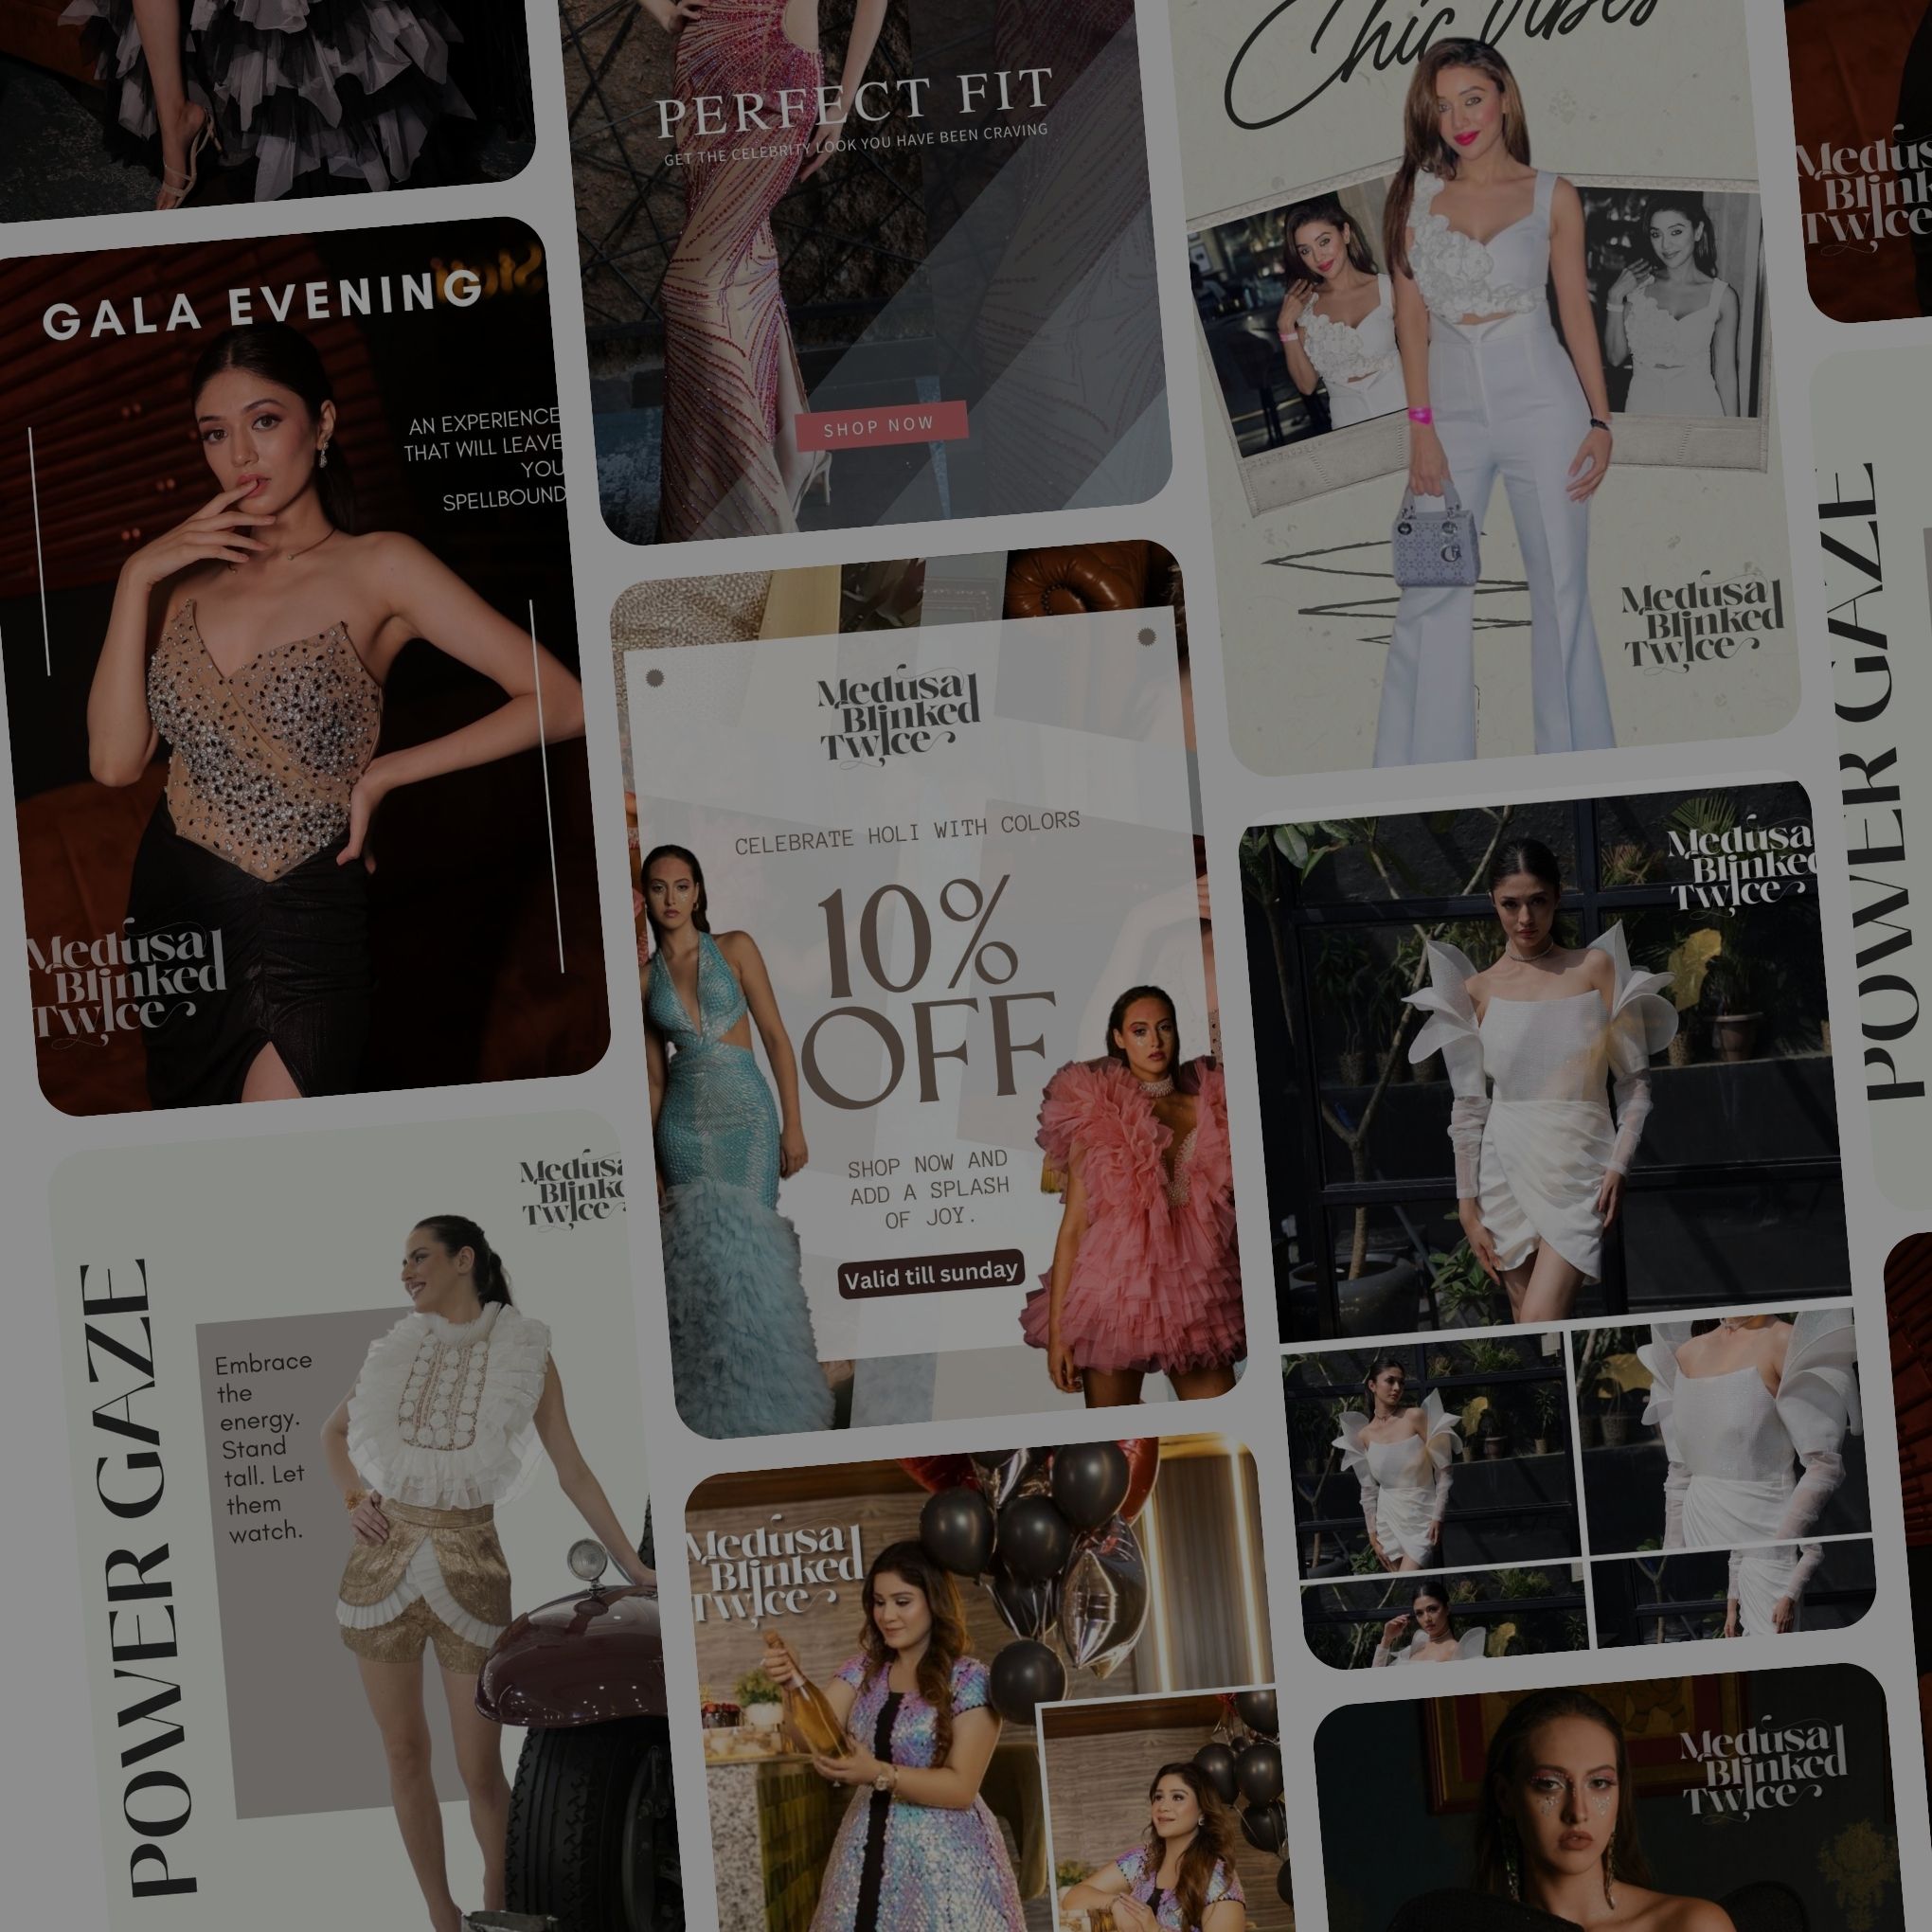 GALA EVENING
AN EXPERIENCE
THAT WILL LEAVE
YOU
SPELLBOUND
Medusa
Blinked
Twice
Medusa
Blinked
Twice
POWER GAZE
Embrace
the
energy.
Stand
tall. Let
them
watch.
PERFECT FIT
GET THE CELEBRITY LOOK YOU HAVE BEEN CRAVING
SHOP NOW
Medusa
Blinked
Twice
CELEBRATE HOLI WITH COLORS
10%
OFF
SHOP NOW AND
ADD A SPLASH
OF JOY.
Valid till sunday
Medusa
Blinked
Twice
Chic Vibes
Medusa
Blinked
Twice
Medusa
Blinked
Twice
Medusa
Blinked
Twice
Medus
Blink
Twice
POWER GAZE